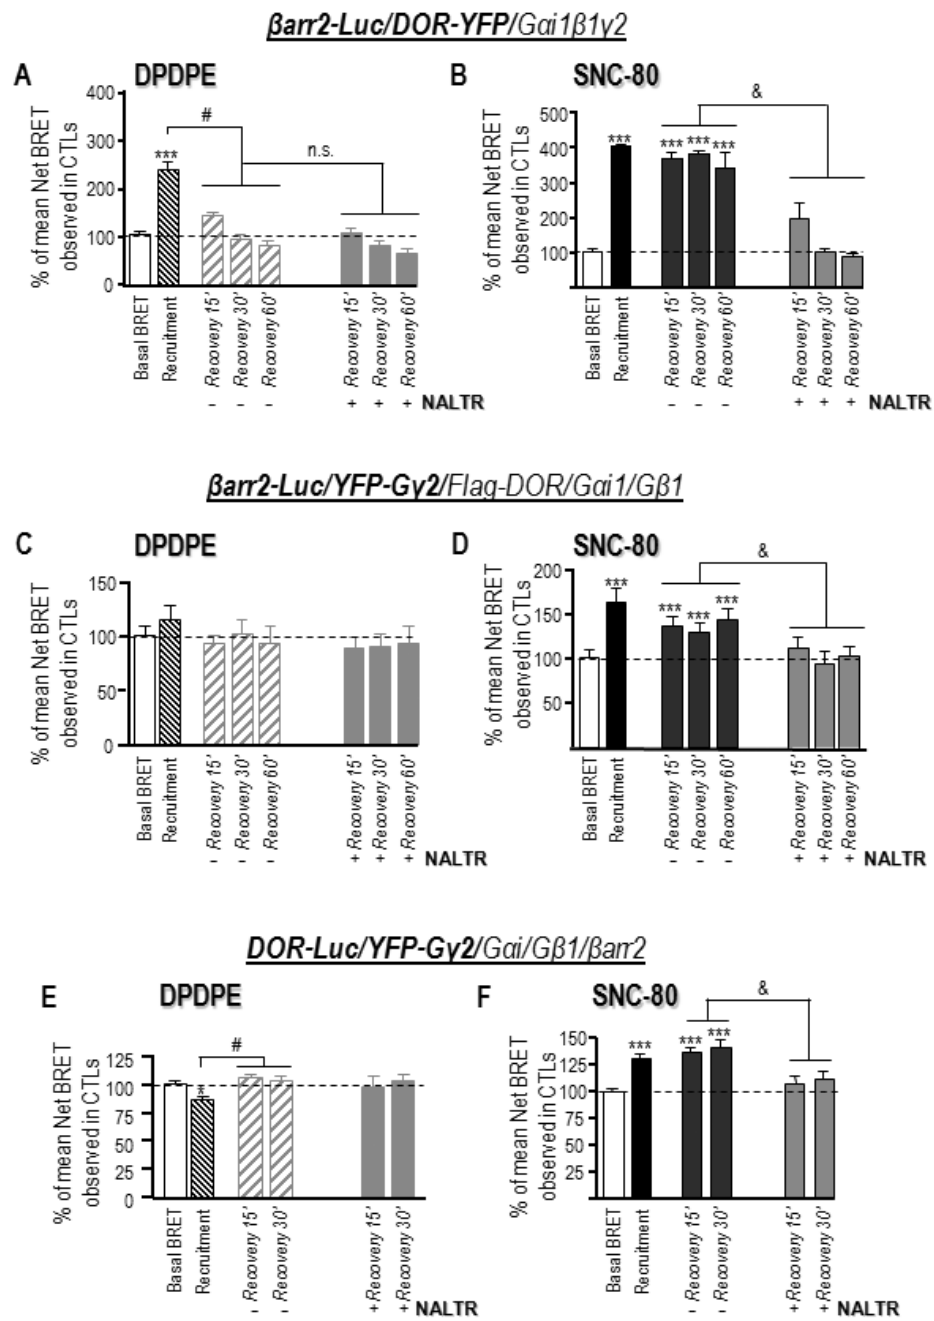 βarr2-Luc/DOR-YFP/Gαi1β1γ2
A DPDPE
% of mean Net BRET
observed in CTLs
400
300
200
100
0
***
#
n.s.
Basal BRET
Recruitment
Recovery 15'
Recovery 30'
Recovery 60'
Recovery 15'
Recovery 30'
Recovery 60'
- - - + + + NALTR
B SNC-80
% of mean Net BRET
observed in CTLs
500
400
300
200
100
***
*** *** ***
&
Basal BRET
Recruitment
Recovery 15'
Recovery 30'
Recovery 60'
Recovery 15'
Recovery 30'
Recovery 60'
- - - + + + NALTR
βarr2-Luc/YFP-Gγ2/Flag-DOR/Gαi1/Gβ1
C DPDPE
% of mean Net BRET
observed in CTLs
150
100
50
0
Basal BRET
Recruitment
Recovery 15'
Recovery 30'
Recovery 60'
Recovery 15'
Recovery 30'
Recovery 60'
- - - + + + NALTR
D SNC-80
% of mean Net BRET
observed in CTLs
200
150
100
50
***
*** *** ***
&
Basal BRET
Recruitment
Recovery 15'
Recovery 30'
Recovery 60'
Recovery 15'
Recovery 30'
Recovery 60'
- - - + + + NALTR
DOR-Luc/YFP-Gγ2/Gαi/Gβ1/βarr2
E DPDPE
% of mean Net BRET
observed in CTLs
125
100
75
50
25
0
*
#
Basal BRET
Recruitment
Recovery 15'
Recovery 30'
Recovery 15'
Recovery 30'
- - + + NALTR
F SNC-80
% of mean Net BRET
observed in CTLs
150
125
100
75
50
25
***
*** ***
&
Basal BRET
Recruitment
Recovery 15'
Recovery 30'
Recovery 15'
Recovery 30'
- - + + NALTR